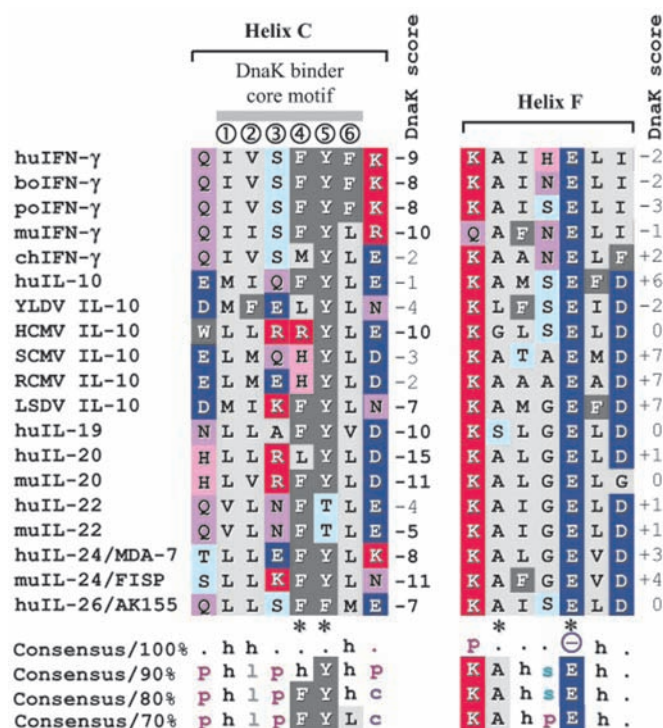 Helix C
DnaK binder
core motif
DnaK score
Helix F
DnaK score
① ② ③ ④ ⑤ ⑥
huIFN-γ Q I V S F Y F K -9 K A I H E L I -2
boIFN-γ Q I V S F Y F K -8 K A I N E L I -2
poIFN-γ Q I V S F Y F K -8 K A I S E L I -3
muIFN-γ Q I I S F Y L R -10 Q A F N E L I -1
chIFN-γ Q I V S M Y L E -2 K A A N E L F +2
huIL-10 E M I Q F Y L E -1 K A M S E F D +6
YLDV IL-10 D M F E L Y L N -4 K L F S E I D -2
HCMV IL-10 W L L R R Y L E -10 K G L S E L D 0
SCMV IL-10 E L M Q H Y L D -3 K A T A E M D +7
RCMV IL-10 E L M E H Y L D -2 K A A A E A D +7
LSDV IL-10 D M I K F Y L N -7 K A M G E F D +7
huIL-19 N L L A F Y V D -10 K S L G E L D 0
huIL-20 H L L R L Y L D -15 K A L G E L D +1
muIL-20 H L V R F Y L D -11 K A L G E L G 0
huIL-22 Q V L N F T L E -4 K A I G E L D +1
muIL-22 Q V L N F T L E -5 K A I G E L D +1
huIL-24/MDA-7 T L L E F Y L K -8 K A L G E V D +3
muIL-24/FISP S L L K F Y L N -11 K A F G E V D +4
huIL-26/AK155 Q L L S F F M E -7 K A I S E L D 0
* * * *
Consensus/100% . h h . . . h . p . . . ⊖ h .
Consensus/90% p h l p h Y h p K A h s E h .
Consensus/80% p h l p F Y h c K A h s E h .
Consensus/70% p h l p F Y L c K A h p E h .